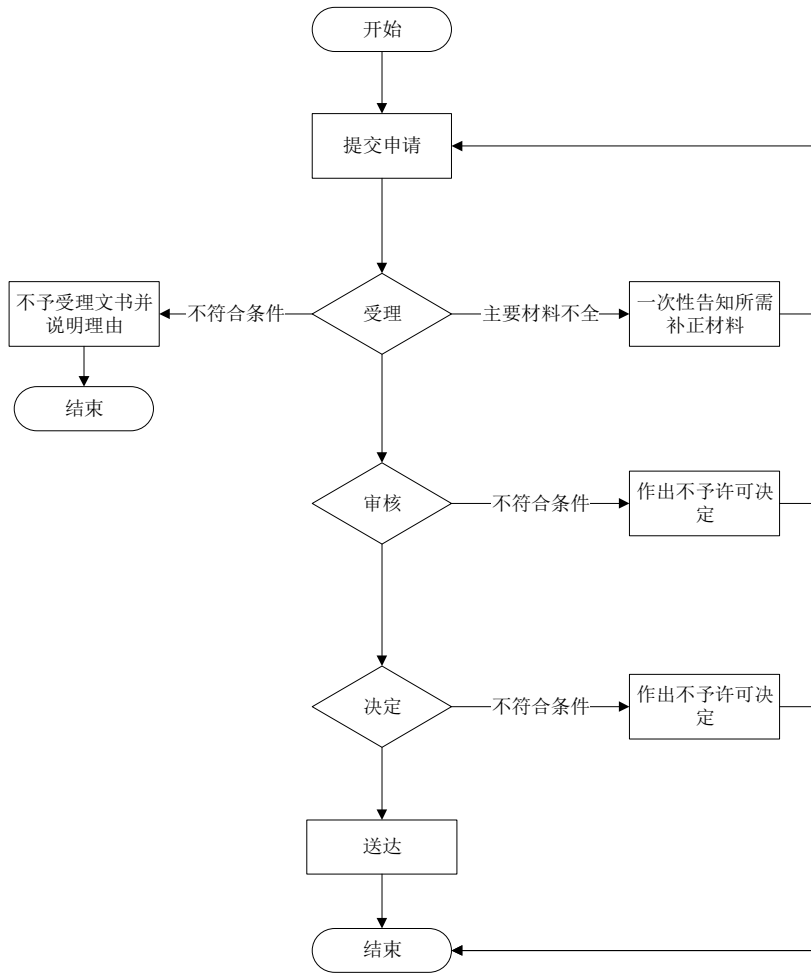 开始
提交申请
不予受理文书并
说明理由
不符合条件
受理
主要材料不全
一次性告知所需
补正材料
结束
审核
不符合条件
作出不予许可决
定
决定
不符合条件
作出不予许可决
定
送达
结束